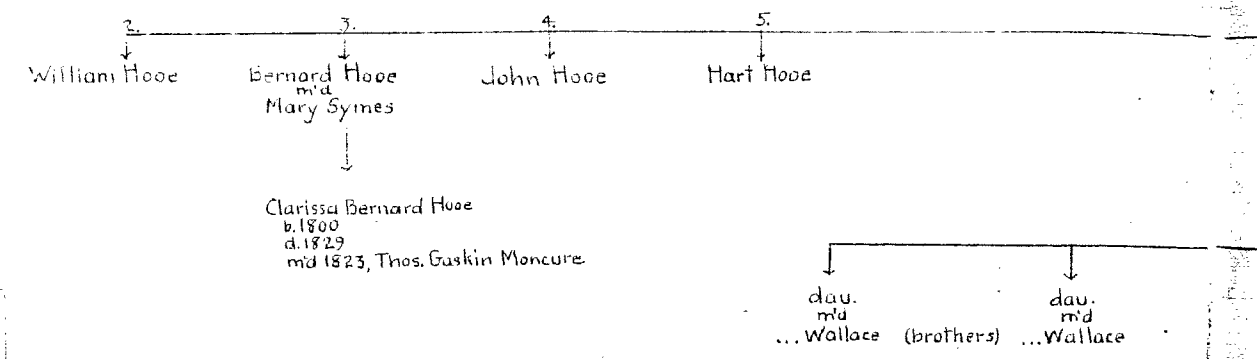 2. 3. 4. 5.
William Hooe Bernard Hooe John Hooe Hart Hooe
m'd
Mary Symes
Clarissa Bernard Hooe
b. 1800
d. 1829
m'd 1823, Thos. Gaskin Moncure
dau. dau.
m'd m'd
...Wallace (brothers) ...Wallace